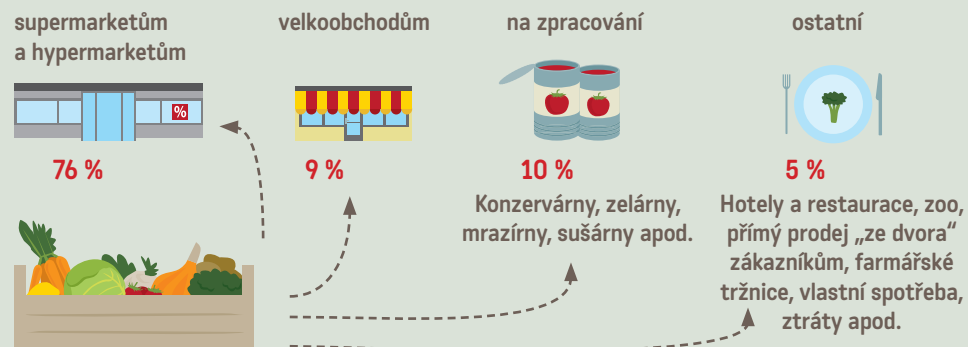 supermarketům
a hypermarketům
velkoobchodům
na zpracování
ostatní
%
76 %
9 %
10 %
5 %
Konzervárny, zelárny,
mrazírny, sušárny apod.
Hotely a restaurace, zoo,
přímý prodej „ze dvora“
zákazníkům, farmářské
tržnice, vlastní spotřeba,
ztráty apod.